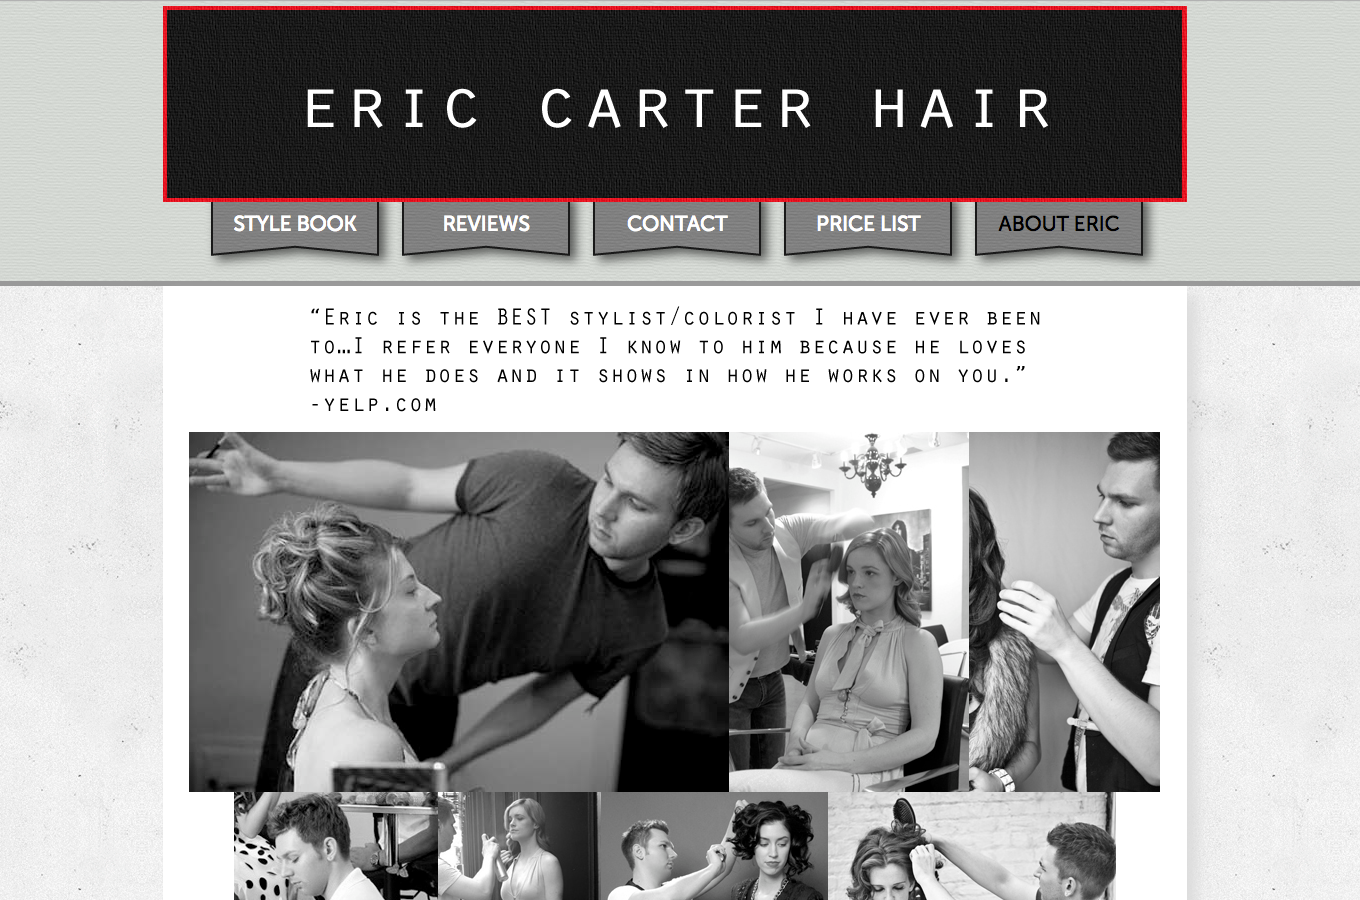 ERIC CARTER HAIR
STYLE BOOK
REVIEWS
CONTACT
PRICE LIST
ABOUT ERIC
“Eric is the BEST stylist/colorist I have ever been
to…I refer everyone I know to him because he loves
what he does and it shows in how he works on you.”
-yelp.com